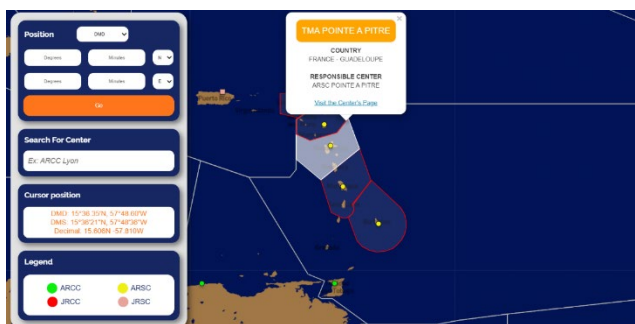 Position
DMD
Degrees
Minutes
N
Degrees
Minutes
E
Go
Search For Center
Ex: ARCC Lyon
Cursor position
DMD: 15°36.35'N, 57°48.60'W
DMS: 15°36'21"N, 57°48'36"W
Decimal: 15.606N -57.810W
Legend
ARCC
ARSC
JRCC
JRSC
×
TMA POINTE A PITRE
COUNTRY
FRANCE - GUADELOUPE
RESPONSIBLE CENTER
ARSC POINTE A PITRE
Visit the Center's Page
Puerto Rico